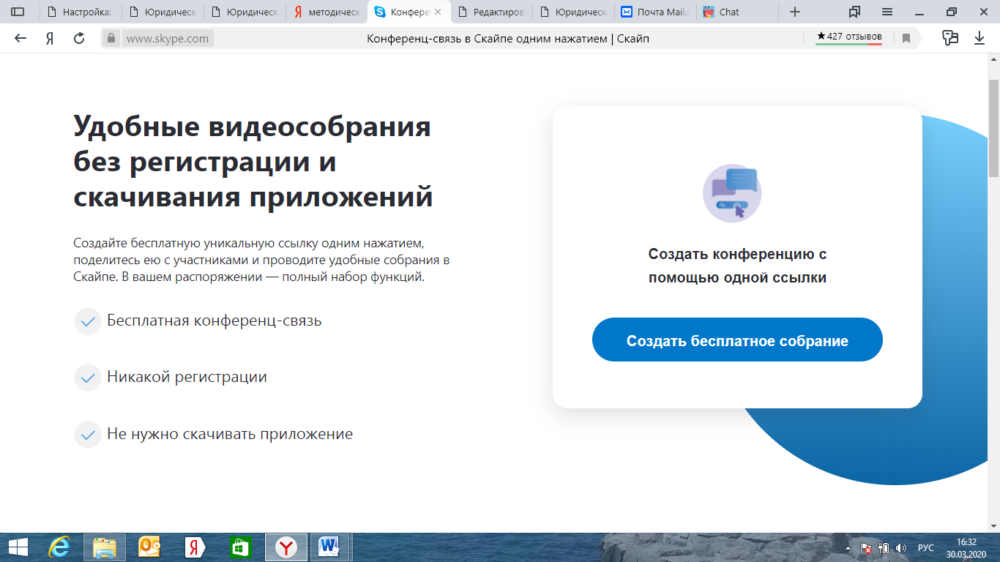 Настройка:
Юридическ
Юридическ
методическ
Конферен
Редактиров
Юридическ
Почта Mail.r
Chat
www.skype.com
Конференц-связь в Скайпе одним нажатием | Скайп
★427 отзывов
Удобные видеособрания
без регистрации и
скачивания приложений
Создайте бесплатную уникальную ссылку одним нажатием,
поделитесь ею с участниками и проводите удобные собрания в
Скайпе. В вашем распоряжении — полный набор функций.
Бесплатная конференц-связь
Никакой регистрации
Не нужно скачивать приложение
Создать конференцию с
помощью одной ссылки
Создать бесплатное собрание
РУС
16:32
30.03.2020